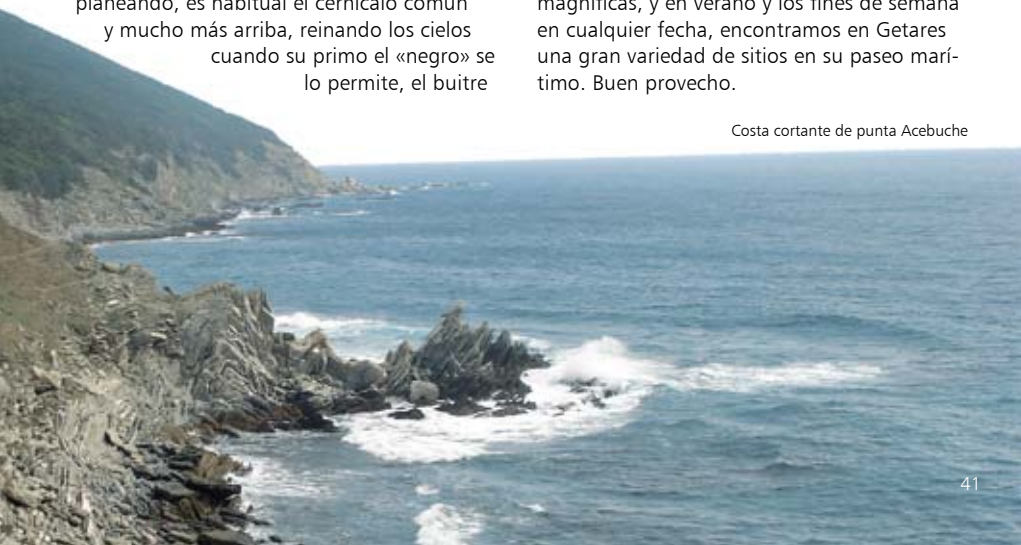 planeando, es habitual el cernícalo común
y mucho más arriba, reinando los cielos
cuando su primo el «negro» se
lo permite, el buitre
magníficas, y en verano y los fines de semana
en cualquier fecha, encontramos en Getares
una gran variedad de sitios en su paseo marí-
timo. Buen provecho.
Costa cortante de punta Acebuche
41